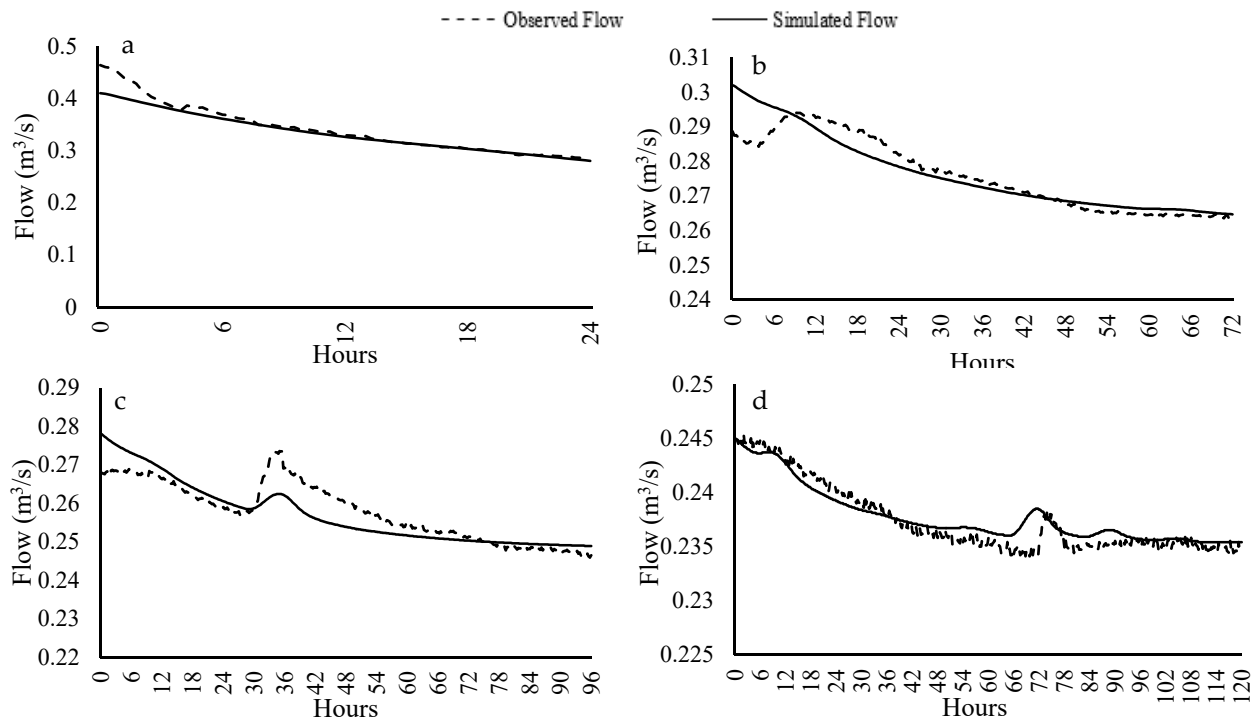 Observed Flow Simulated Flow
a
0.5
0.4
0.3
0.2
0.1
0
Flow (m³/s)
0 6 12 18 24
Hours
b
0.31
0.3
0.29
0.28
0.27
0.26
0.25
0.24
Flow (m³/s)
0 6 12 18 24 30 36 42 48 54 60 66 72
Hours
c
0.29
0.28
0.27
0.26
0.25
0.24
0.23
0.22
Flow (m³/s)
0 6 12 18 24 30 36 42 48 54 60 66 72 78 84 90 96
Hours
d
0.25
0.245
0.24
0.235
0.23
0.225
Flow (m³/s)
0 6 12 18 24 30 36 42 48 54 60 66 72 78 84 90 96 102 108 114 120
Hours